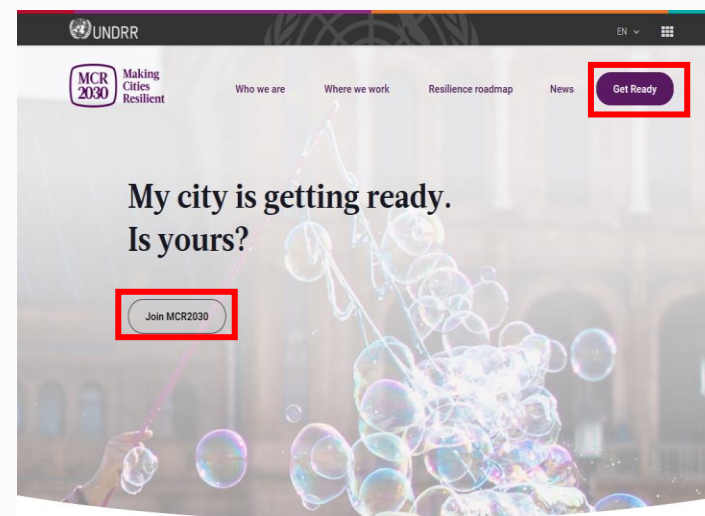 UNDRR
EN
MCR
2030
Making
Cities
Resilient
Who we are
Where we work
Resilience roadmap
News
Get Ready
My city is getting ready.
Is yours?
Join MCR2030